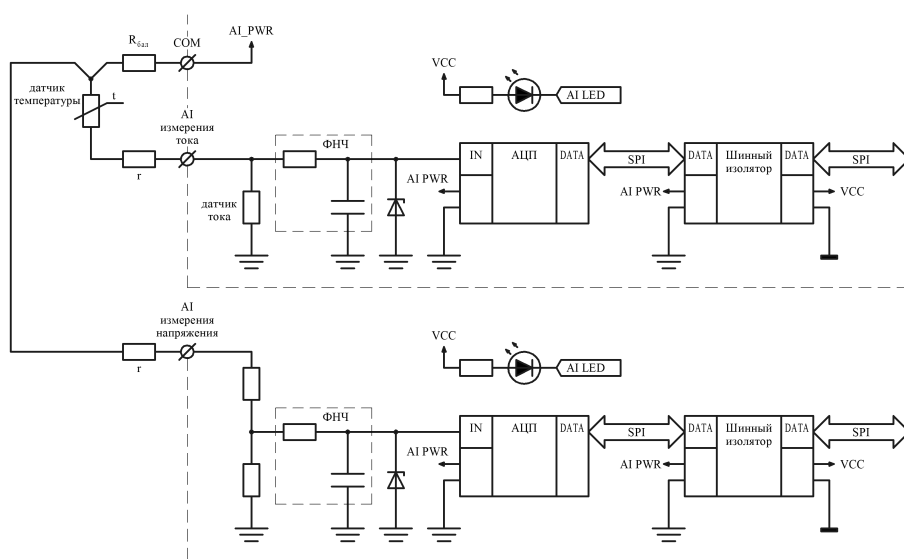 AI_PWR
Rбал
COM
VCC
датчик
температуры
t
AI LED
AI
измерения
тока
ФНЧ
r
IN
АЦП
DATA
SPI
DATA
Шинный
изолятор
DATA
SPI
AI PWR
AI PWR
VCC
датчик
тока
AI
измерения
напряжения
VCC
r
AI LED
ФНЧ
IN
АЦП
DATA
SPI
DATA
Шинный
изолятор
DATA
SPI
AI PWR
AI PWR
VCC